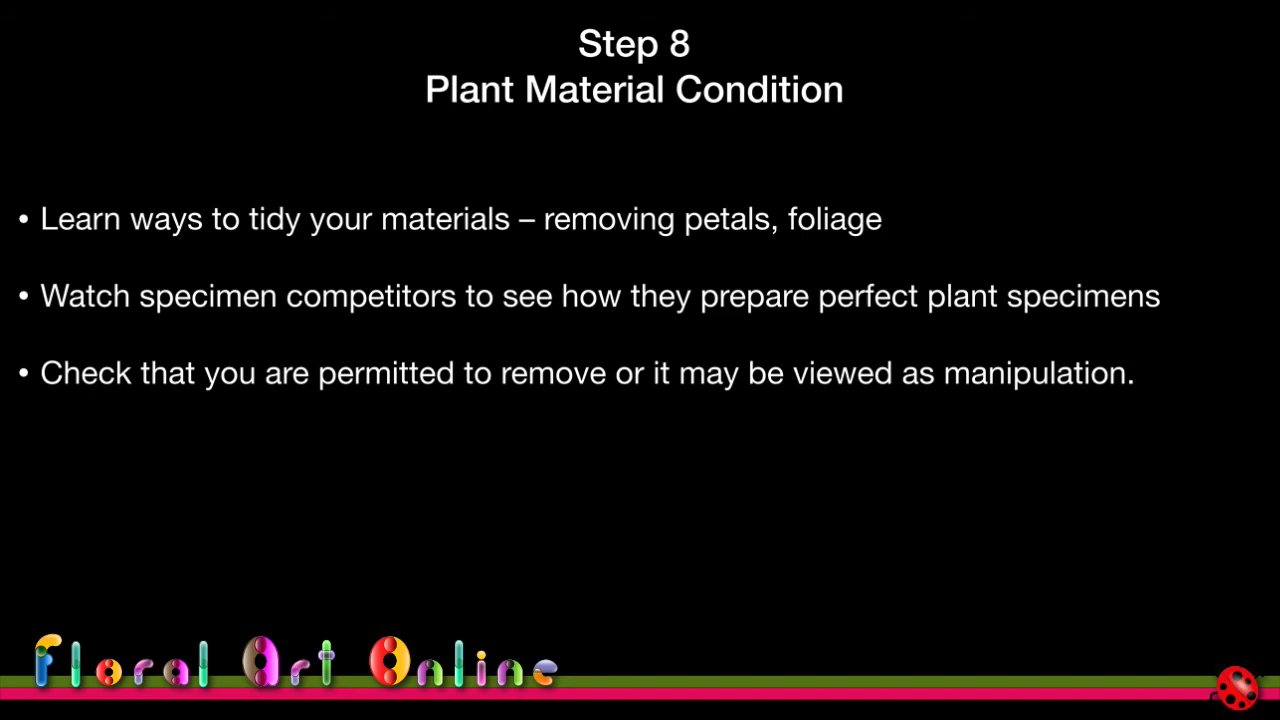 Step 8
Plant Material Condition
• Learn ways to tidy your materials – removing petals, foliage
• Watch specimen competitors to see how they prepare perfect plant specimens
• Check that you are permitted to remove or it may be viewed as manipulation.
Floral Art Online